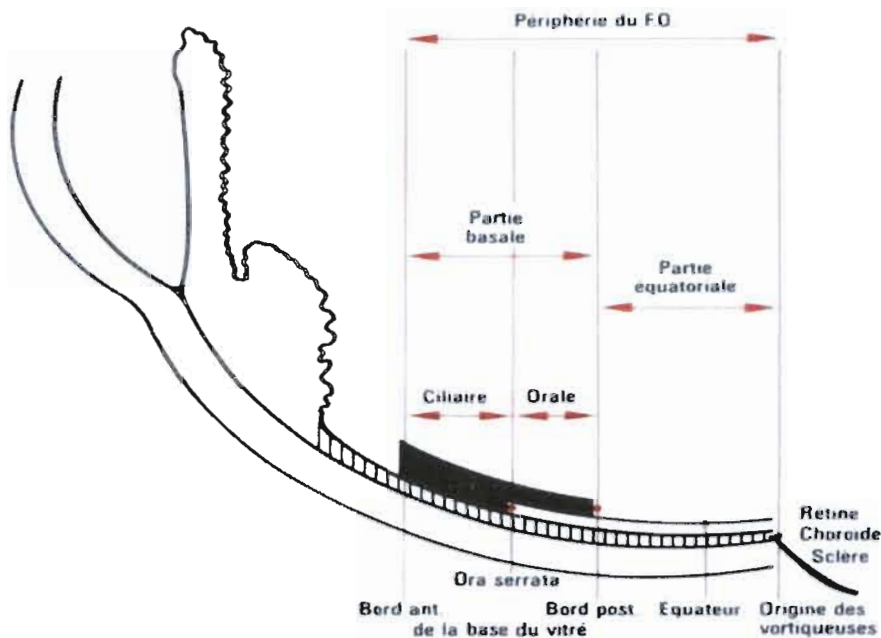 Périphérie du F.O
Partie
basale
Partie
équatoriale
Ciliaire
Orale
Rétine
Choroide
Sclère
Ora serrata
Bord ant.
Bord post
Equateur
Origine des
de la base du vitré
vortiqueuses